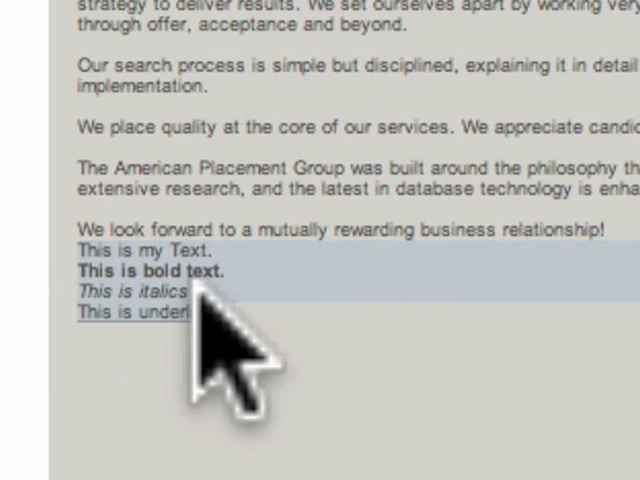 strategy to deliver results. We set ourselves apart by working very
through offer, acceptance and beyond.
Our search process is simple but disciplined, explaining it in detail
implementation.
We place quality at the core of our services. We appreciate
The American Placement Group was built around the philosophy
extensive research, and the latest in database technology is
We look forward to a mutually rewarding business relationship!
This is my Text.
This is bold text.
This is italics
This is